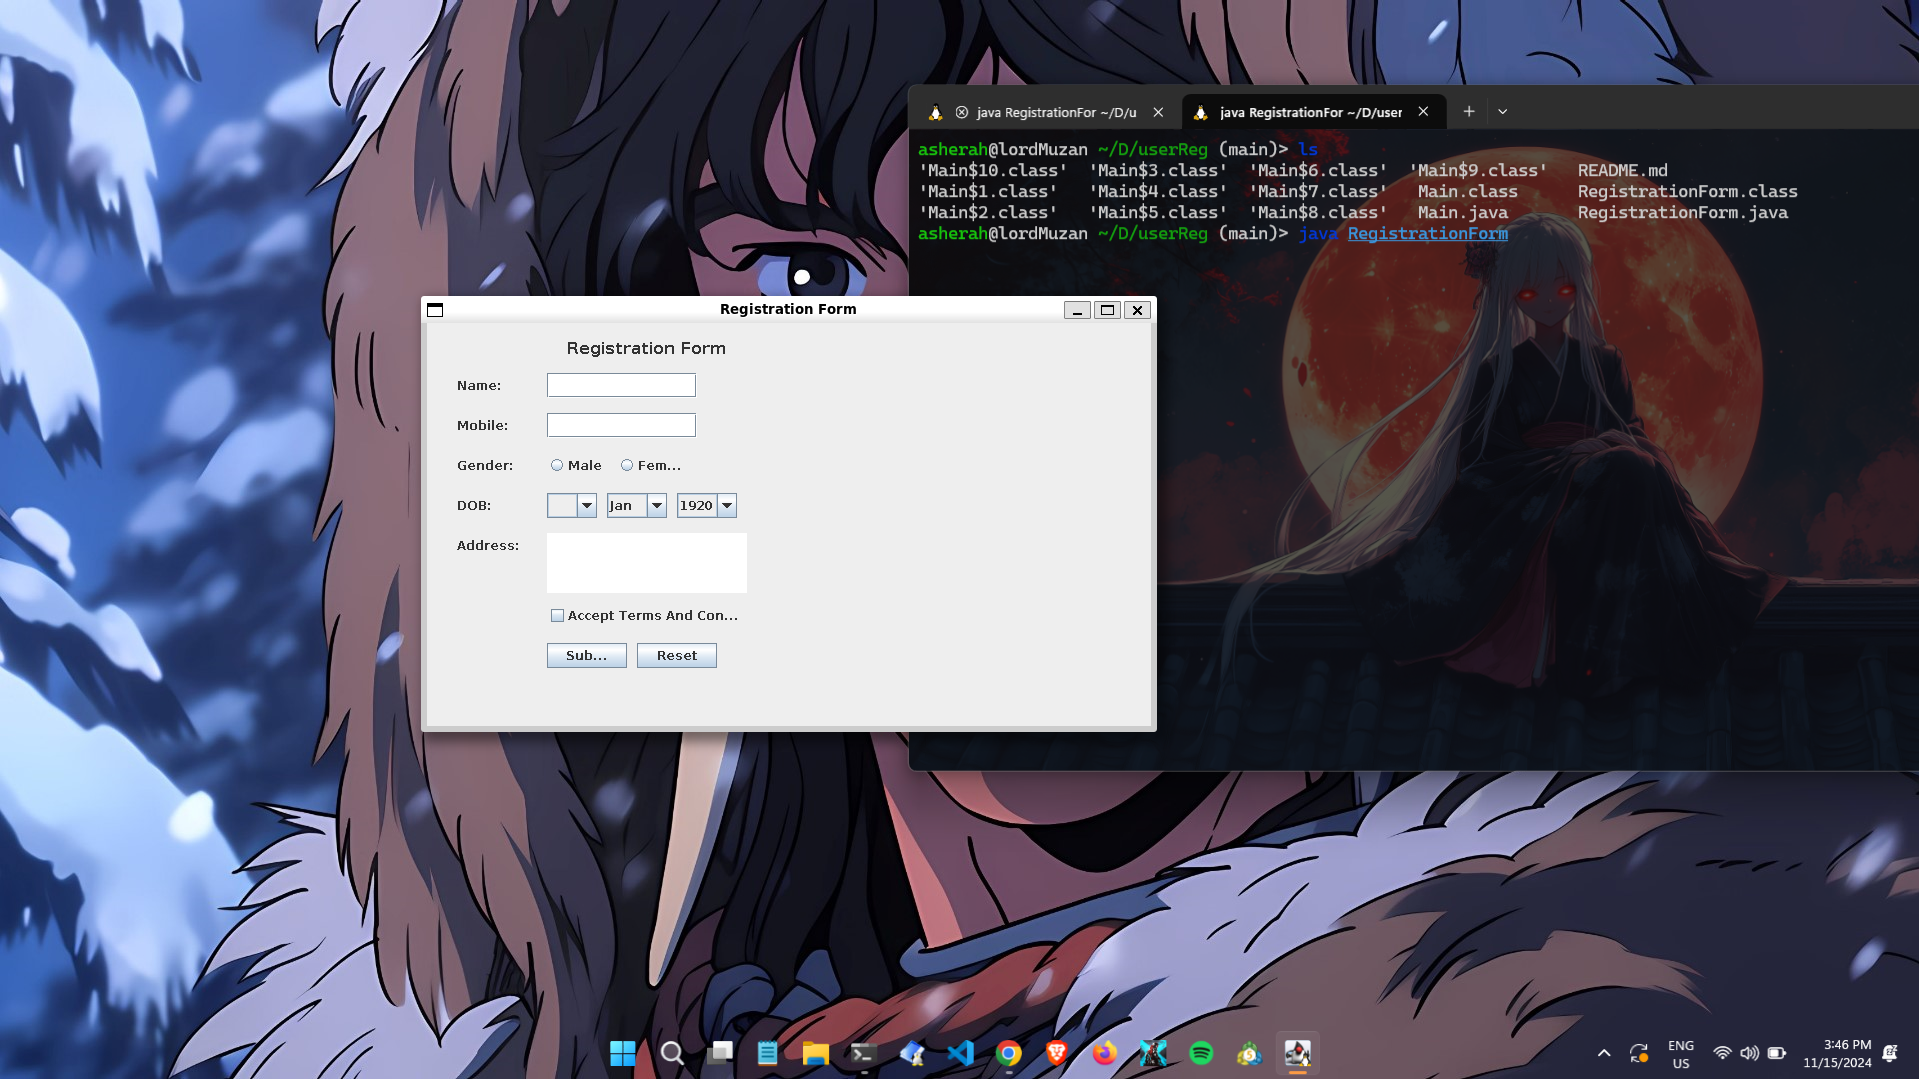 java RegistrationFor ~/D/u
java RegistrationFor ~/D/user
asherah@lordMuzan ~/D/userReg (main)> ls
'Main$10.class' 'Main$3.class' 'Main$6.class' 'Main$9.class' README.md
'Main$1.class' 'Main$4.class' 'Main$7.class' Main.class RegistrationForm.class
'Main$2.class' 'Main$5.class' 'Main$8.class' Main.java RegistrationForm.java
asherah@lordMuzan ~/D/userReg (main)> java RegistrationForm
Registration Form
Registration Form
Name:
Mobile:
Gender: Male Fem...
DOB: Jan 1920
Address:
Accept Terms And Con...
Sub... Reset
ENG
US
3:46 PM
11/15/2024